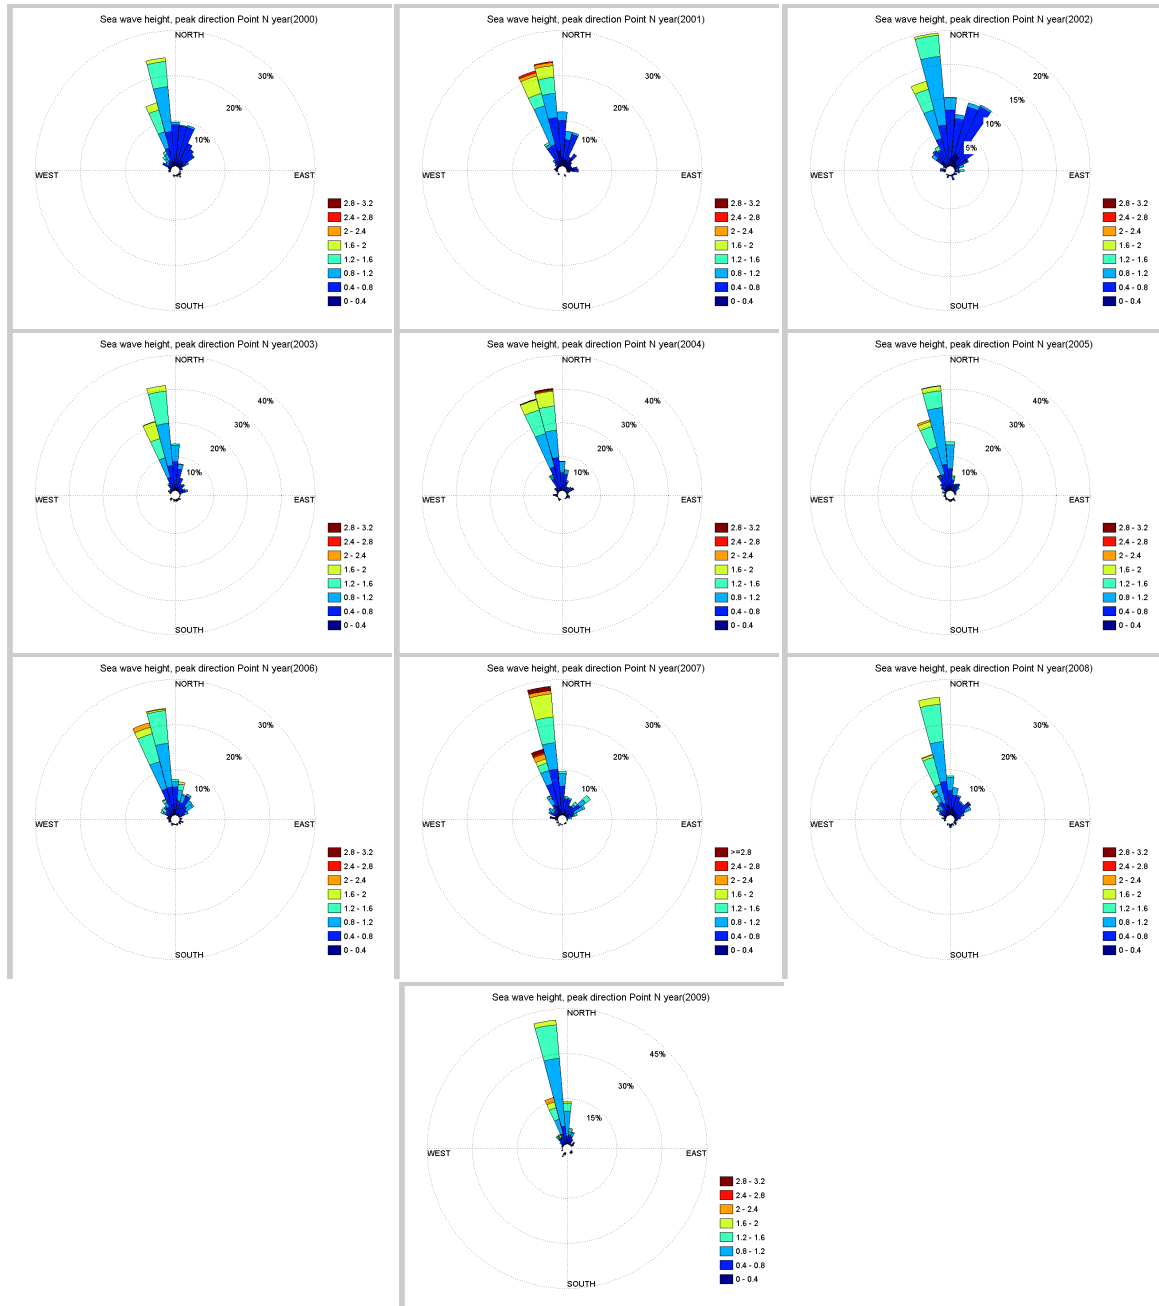 Sea wave height, peak direction Point N year(2000)
NORTH
30%
20%
10%
WEST
EAST
2.8 - 3.2
2.4 - 2.8
2 - 2.4
1.6 - 2
1.2 - 1.6
0.8 - 1.2
0.4 - 0.8
0 - 0.4
SOUTH
Sea wave height, peak direction Point N year(2001)
NORTH
30%
20%
10%
WEST
EAST
2.8 - 3.2
2.4 - 2.8
2 - 2.4
1.6 - 2
1.2 - 1.6
0.8 - 1.2
0.4 - 0.8
0 - 0.4
SOUTH
Sea wave height, peak direction Point N year(2002)
NORTH
20%
15%
10%
5%
WEST
EAST
2.8 - 3.2
2.4 - 2.8
2 - 2.4
1.6 - 2
1.2 - 1.6
0.8 - 1.2
0.4 - 0.8
0 - 0.4
SOUTH
Sea wave height, peak direction Point N year(2003)
NORTH
40%
30%
20%
10%
WEST
EAST
2.8 - 3.2
2.4 - 2.8
2 - 2.4
1.6 - 2
1.2 - 1.6
0.8 - 1.2
0.4 - 0.8
0 - 0.4
SOUTH
Sea wave height, peak direction Point N year(2004)
NORTH
40%
30%
20%
10%
WEST
EAST
2.8 - 3.2
2.4 - 2.8
2 - 2.4
1.6 - 2
1.2 - 1.6
0.8 - 1.2
0.4 - 0.8
0 - 0.4
SOUTH
Sea wave height, peak direction Point N year(2005)
NORTH
40%
30%
20%
10%
WEST
EAST
2.8 - 3.2
2.4 - 2.8
2 - 2.4
1.6 - 2
1.2 - 1.6
0.8 - 1.2
0.4 - 0.8
0 - 0.4
SOUTH
Sea wave height, peak direction Point N year(2006)
NORTH
30%
20%
10%
WEST
EAST
2.8 - 3.2
2.4 - 2.8
2 - 2.4
1.6 - 2
1.2 - 1.6
0.8 - 1.2
0.4 - 0.8
0 - 0.4
SOUTH
Sea wave height, peak direction Point N year(2007)
NORTH
30%
20%
10%
WEST
EAST
>=2.8
2.4 - 2.8
2 - 2.4
1.6 - 2
1.2 - 1.6
0.8 - 1.2
0.4 - 0.8
0 - 0.4
SOUTH
Sea wave height, peak direction Point N year(2008)
NORTH
30%
20%
10%
WEST
EAST
2.8 - 3.2
2.4 - 2.8
2 - 2.4
1.6 - 2
1.2 - 1.6
0.8 - 1.2
0.4 - 0.8
0 - 0.4
SOUTH
Sea wave height, peak direction Point N year(2009)
NORTH
45%
30%
15%
WEST
EAST
2.8 - 3.2
2.4 - 2.8
2 - 2.4
1.6 - 2
1.2 - 1.6
0.8 - 1.2
0.4 - 0.8
0 - 0.4
SOUTH